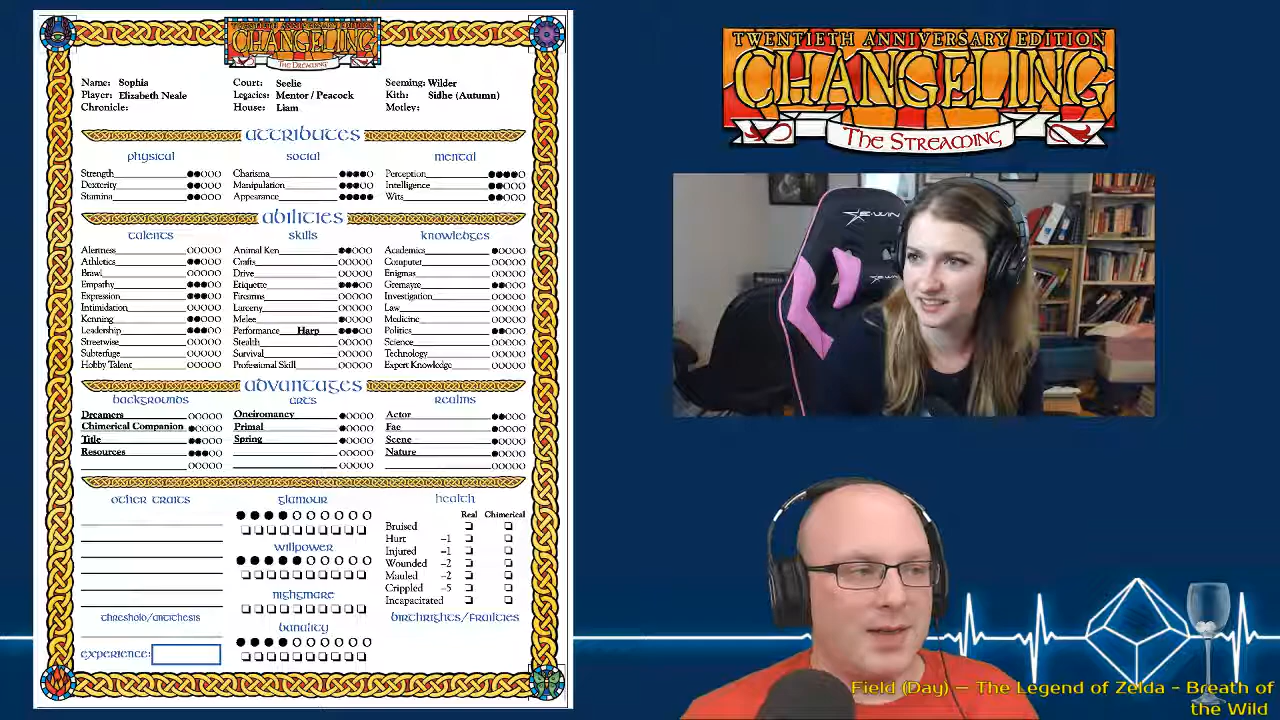 TWENTIETH ANNIVERSARY EDITION
CHANGELING
The Dreaming
Name: Sophia Court: Seelie Seeming: Wilder
Player: Elizabeth Neale Legacies: Mentor / Peacock Kith: Sidhe (Autumn)
Chronicle: House: Liam Motley:
Attributes
Physical Social Mental
Strength Charisma Perception
Dexterity Manipulation Intelligence
Stamina Appearance Wits
Abilities
Talents Skills Knowledges
Alertness Animal Ken Academics
Athletics Crafts Computer
Brawl Drive Enigmas
Empathy Etiquette Gremayre
Expression Firearms Investigation
Intimidation Larceny Law
Kenning Melee Medicine
Leadership Performance Harp Politics
Streetwise Stealth Science
Subterfuge Survival Technology
Hobby Talent Professional Skill Expert Knowledge
Advantages
Backgrounds Arts Realms
Dreamers Oneiromancy Actor
Chimerical Companion Primal Fae
Title Spring Scene
Resources Nature
Other Traits Glamour Health
Real Chimerical
Bruised
Hurt -1
Injured -1
Willpower
Wounded -2
Mauled -2
Crippled -5
Nightmare
Incapacitated
Threshold/Antithesis Birthrights/Frailties
Banality
Experience:
TWENTIETH ANNIVERSARY EDITION
CHANGELING
The Streaming
E-WIN
Field (Day) – The Legend of Zelda - Breath of
the Wild